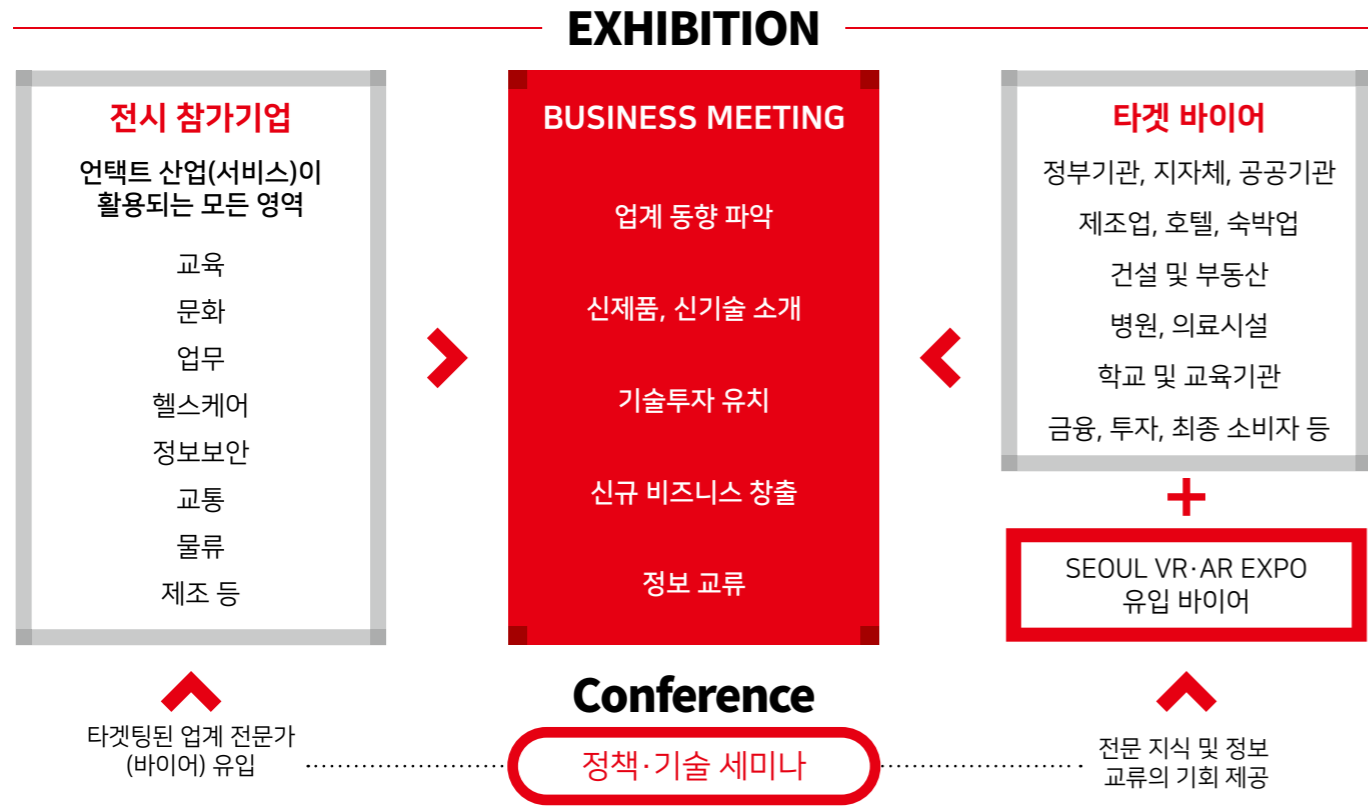 EXHIBITION
전시 참가기업
언택트 산업(서비스)이
활용되는 모든 영역
교육
문화
업무
헬스케어
정보보안
교통
물류
제조 등
BUSINESS MEETING
업계 동향 파악
신제품, 신기술 소개
기술투자 유치
신규 비즈니스 창출
정보 교류
타겟 바이어
정부기관, 지자체, 공공기관
제조업, 호텔, 숙박업
건설 및 부동산
병원, 의료시설
학교 및 교육기관
금융, 투자, 최종 소비자 등
+
SEOUL VR·AR EXPO
유입 바이어
타겟팅된 업계 전문가
(바이어) 유입
Conference
정책·기술 세미나
전문 지식 및 정보
교류의 기회 제공